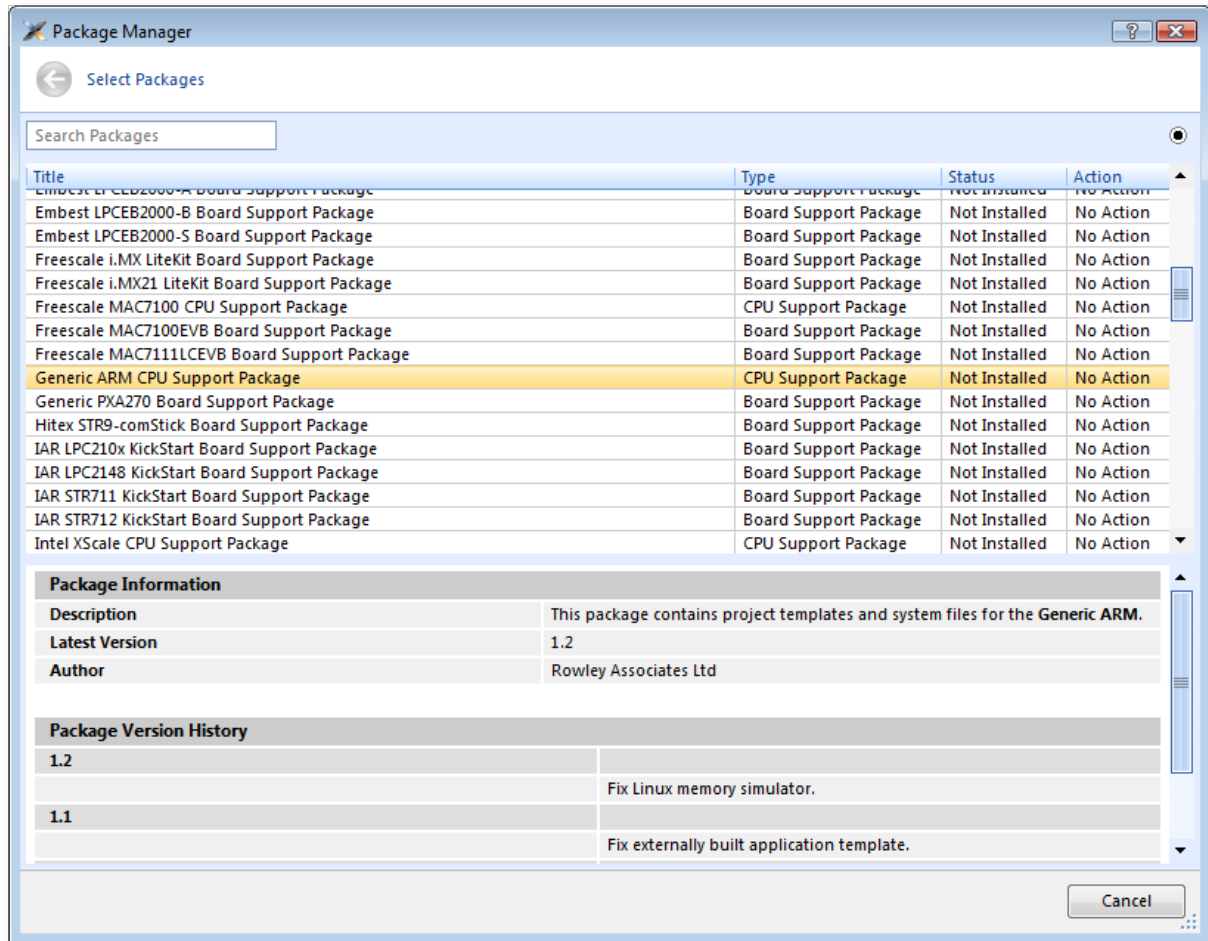 Package Manager
Select Packages
Search Packages
Title Type Status Action
Embest LPCEB2000-A Board Support Package Board Support Package Not Installed No Action
Embest LPCEB2000-B Board Support Package Board Support Package Not Installed No Action
Embest LPCEB2000-S Board Support Package Board Support Package Not Installed No Action
Freescale i.MX LiteKit Board Support Package Board Support Package Not Installed No Action
Freescale i.MX21 LiteKit Board Support Package Board Support Package Not Installed No Action
Freescale MAC7100 CPU Support Package CPU Support Package Not Installed No Action
Freescale MAC7100EVB Board Support Package Board Support Package Not Installed No Action
Freescale MAC7111LCEVB Board Support Package Board Support Package Not Installed No Action
Generic ARM CPU Support Package CPU Support Package Not Installed No Action
Generic PXA270 Board Support Package Board Support Package Not Installed No Action
Hitex STR9-comStick Board Support Package Board Support Package Not Installed No Action
IAR LPC210x KickStart Board Support Package Board Support Package Not Installed No Action
IAR LPC2148 KickStart Board Support Package Board Support Package Not Installed No Action
IAR STR711 KickStart Board Support Package Board Support Package Not Installed No Action
IAR STR712 KickStart Board Support Package Board Support Package Not Installed No Action
Intel XScale CPU Support Package CPU Support Package Not Installed No Action
Package Information
Description This package contains project templates and system files for the Generic ARM.
Latest Version 1.2
Author Rowley Associates Ltd
Package Version History
1.2
Fix Linux memory simulator.
1.1
Fix externally built application template.
Cancel